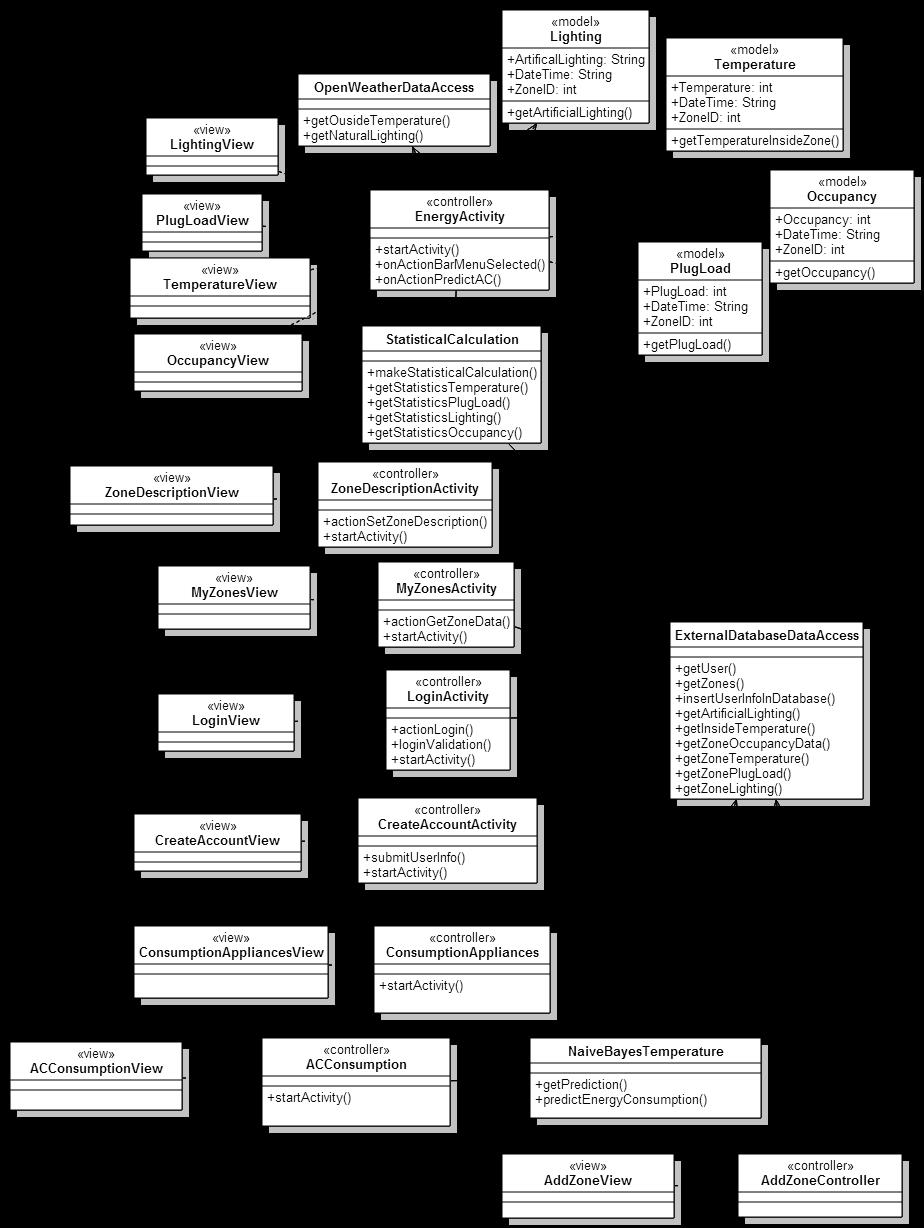 «model»
Lighting
+ArtificalLighting: String
+DateTime: String
+ZoneID: int
+getArtificialLighting()
«model»
Temperature
+Temperature: int
+DateTime: String
+ZoneID: int
+getTemperatureInsideZone()
OpenWeatherDataAccess
+getOusideTemperature()
+getNaturalLighting()
«view»
LightingView
«model»
Occupancy
+Occupancy: int
+DateTime: String
+ZoneID: int
+getOccupancy()
«view»
PlugLoadView
«controller»
EnergyActivity
+startActivity()
+onActionBarMenuSelected()
+onActionPredictAC()
«model»
PlugLoad
+PlugLoad: int
+DateTime: String
+ZoneID: int
+getPlugLoad()
«view»
TemperatureView
«view»
OccupancyView
StatisticalCalculation
+makeStatisticalCalculation()
+getStatisticsTemperature()
+getStatisticsPlugLoad()
+getStatisticsLighting()
+getStatisticsOccupancy()
«view»
ZoneDescriptionView
«controller»
ZoneDescriptionActivity
+actionSetZoneDescription()
+startActivity()
«view»
MyZonesView
«controller»
MyZonesActivity
+actionGetZoneData()
+startActivity()
ExternalDatabaseDataAccess
+getUser()
+getZones()
+insertUserInfoInDatabase()
+getArtificialLighting()
+getInsideTemperature()
+getZoneOccupancyData()
+getZoneTemperature()
+getZonePlugLoad()
+getZoneLighting()
«view»
LoginView
«controller»
LoginActivity
+actionLogin()
+loginValidation()
+startActivity()
«view»
CreateAccountView
«controller»
CreateAccountActivity
+submitUserInfo()
+startActivity()
«view»
ConsumptionAppliancesView
«controller»
ConsumptionAppliances
+startActivity()
«view»
ACConsumptionView
«controller»
ACConsumption
+startActivity()
NaiveBayesTemperature
+getPrediction()
+predictEnergyConsumption()
«view»
AddZoneView
«controller»
AddZoneController